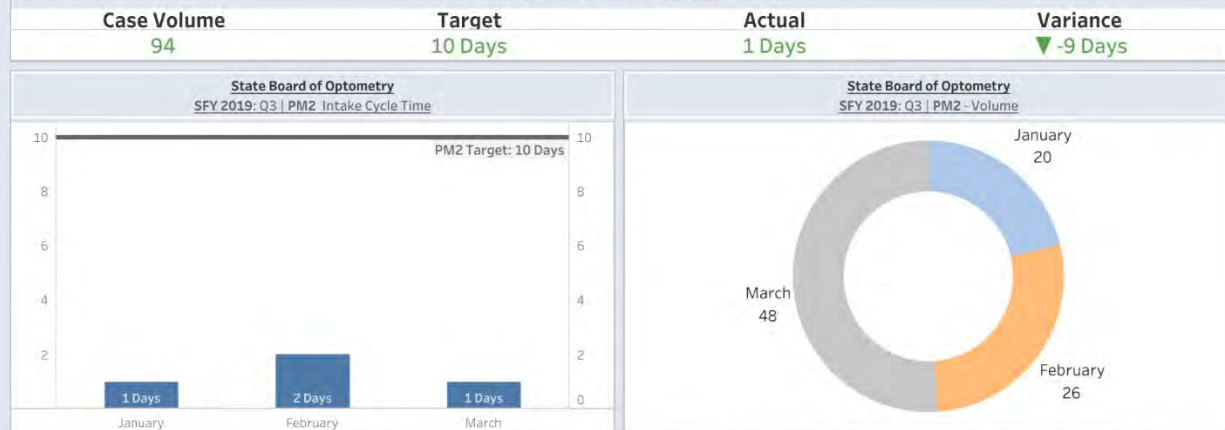 Case Volume Target Actual Variance
94 10 Days 1 Days ▼ -9 Days
State Board of Optometry
SFY 2019: Q3 | PM2 Intake Cycle Time
10 10
PM2 Target: 10 Days
8 8
6 6
4 4
2 2
0
1 Days 2 Days 1 Days
January February March
State Board of Optometry
SFY 2019: Q3 | PM2 - Volume
January
20
March
48
February
26